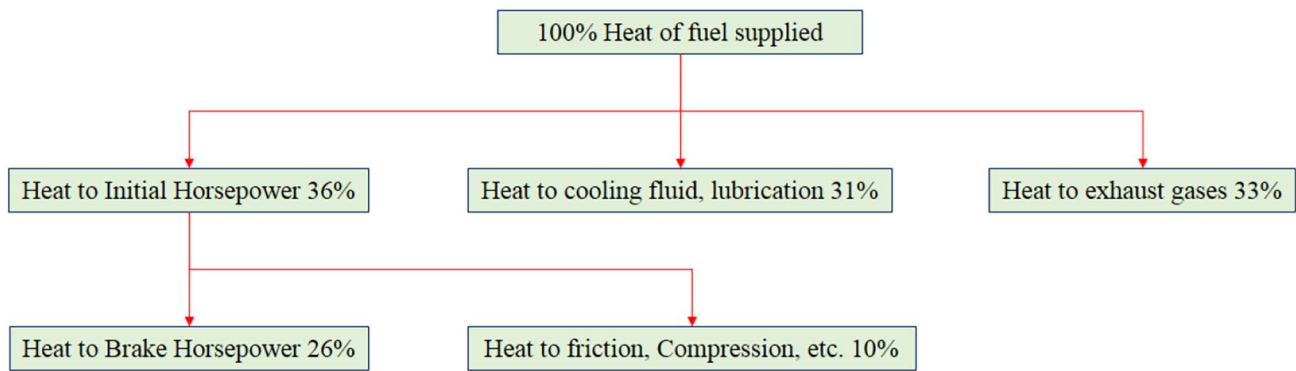 100% Heat of fuel supplied
Heat to Initial Horsepower 36%
Heat to cooling fluid, lubrication 31%
Heat to exhaust gases 33%
Heat to Brake Horsepower 26%
Heat to friction, Compression, etc. 10%